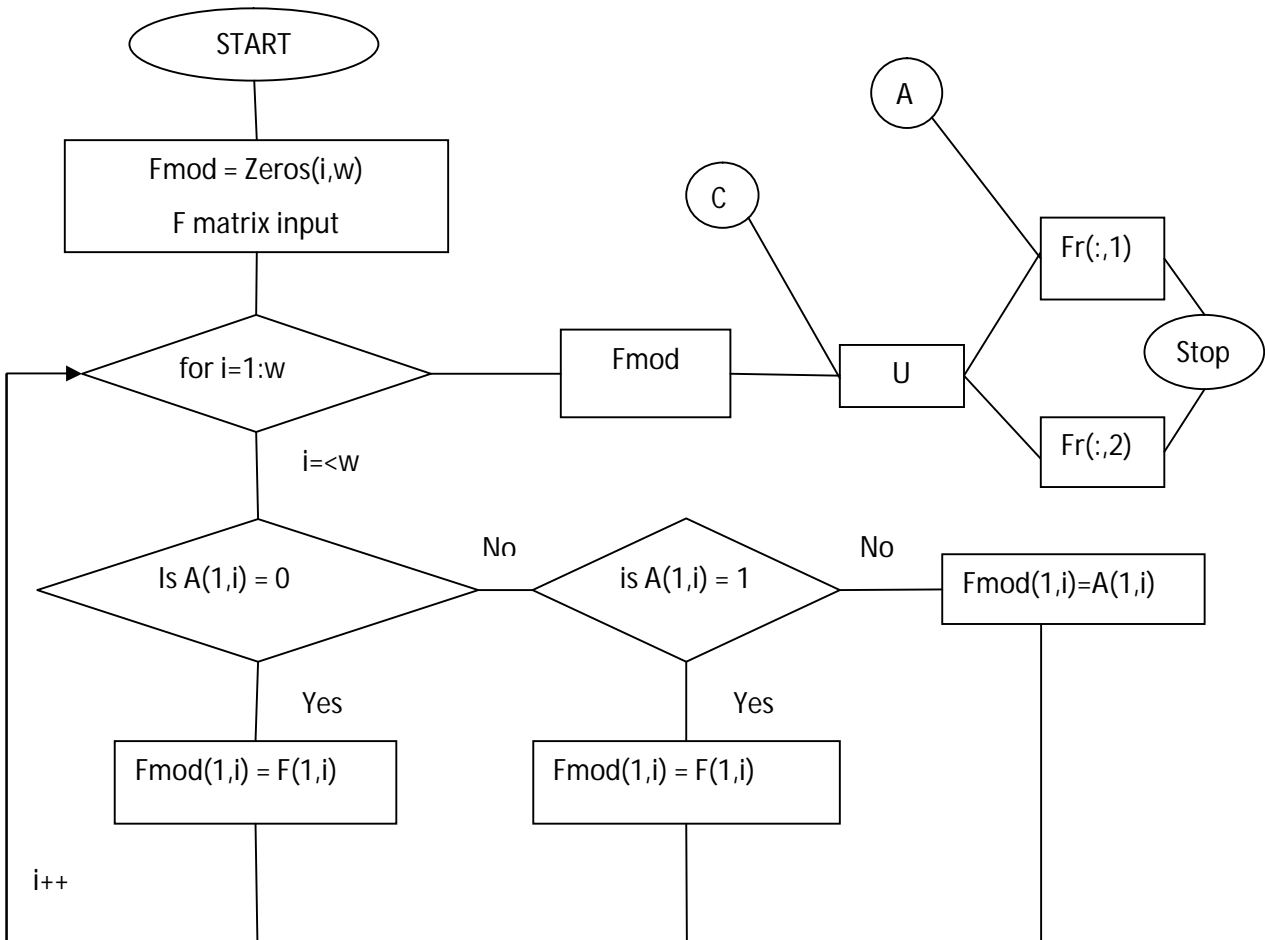 START
Fmod = Zeros(i,w)
F matrix input
for i=1:w
i=<w
Fmod
C
A
U
Fr(:,1)
Fr(:,2)
Stop
Is A(1,i) = 0
No
is A(1,i) = 1
No
Fmod(1,i)=A(1,i)
Yes
Fmod(1,i) = F(1,i)
Yes
Fmod(1,i) = F(1,i)
i++